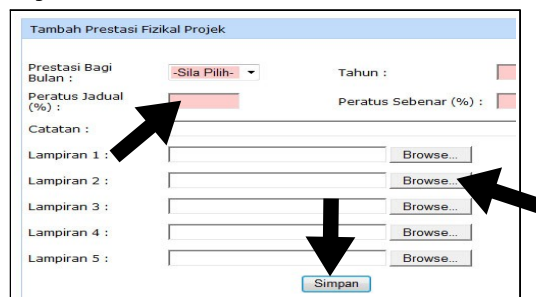 Tambah Prestasi Fizikal Projek
Prestasi Bagi Bulan : -Sila Pilih- Tahun :
Peratus Jadual (%) : Peratus Sebenar (%) :
Catatan :
Lampiran 1 : Browse...
Lampiran 2 : Browse...
Lampiran 3 : Browse...
Lampiran 4 : Browse...
Lampiran 5 : Browse...
Simpan